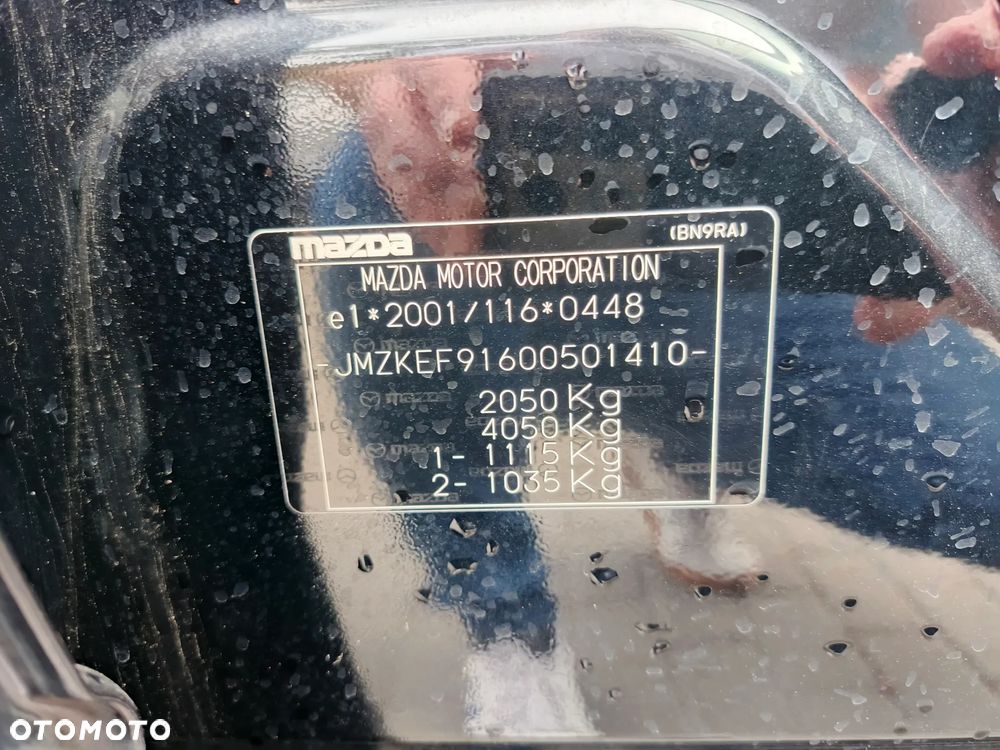 mazda (BN9RA)
MAZDA MOTOR CORPORATION
e1*2001/116*0448
-JMZKEF91600501410-
2050 Kg
4050 Kg
1- 1115 Kg
2- 1035 Kg
OTOMOTO